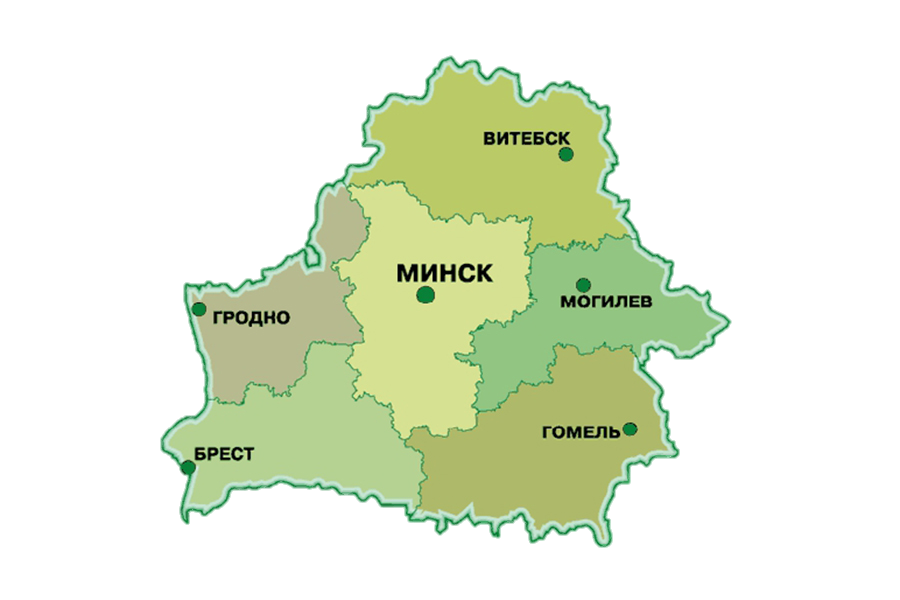 ВИТЕБСК
МИНСК
МОГИЛЕВ
ГРОДНО
ГОМЕЛЬ
БРЕСТ